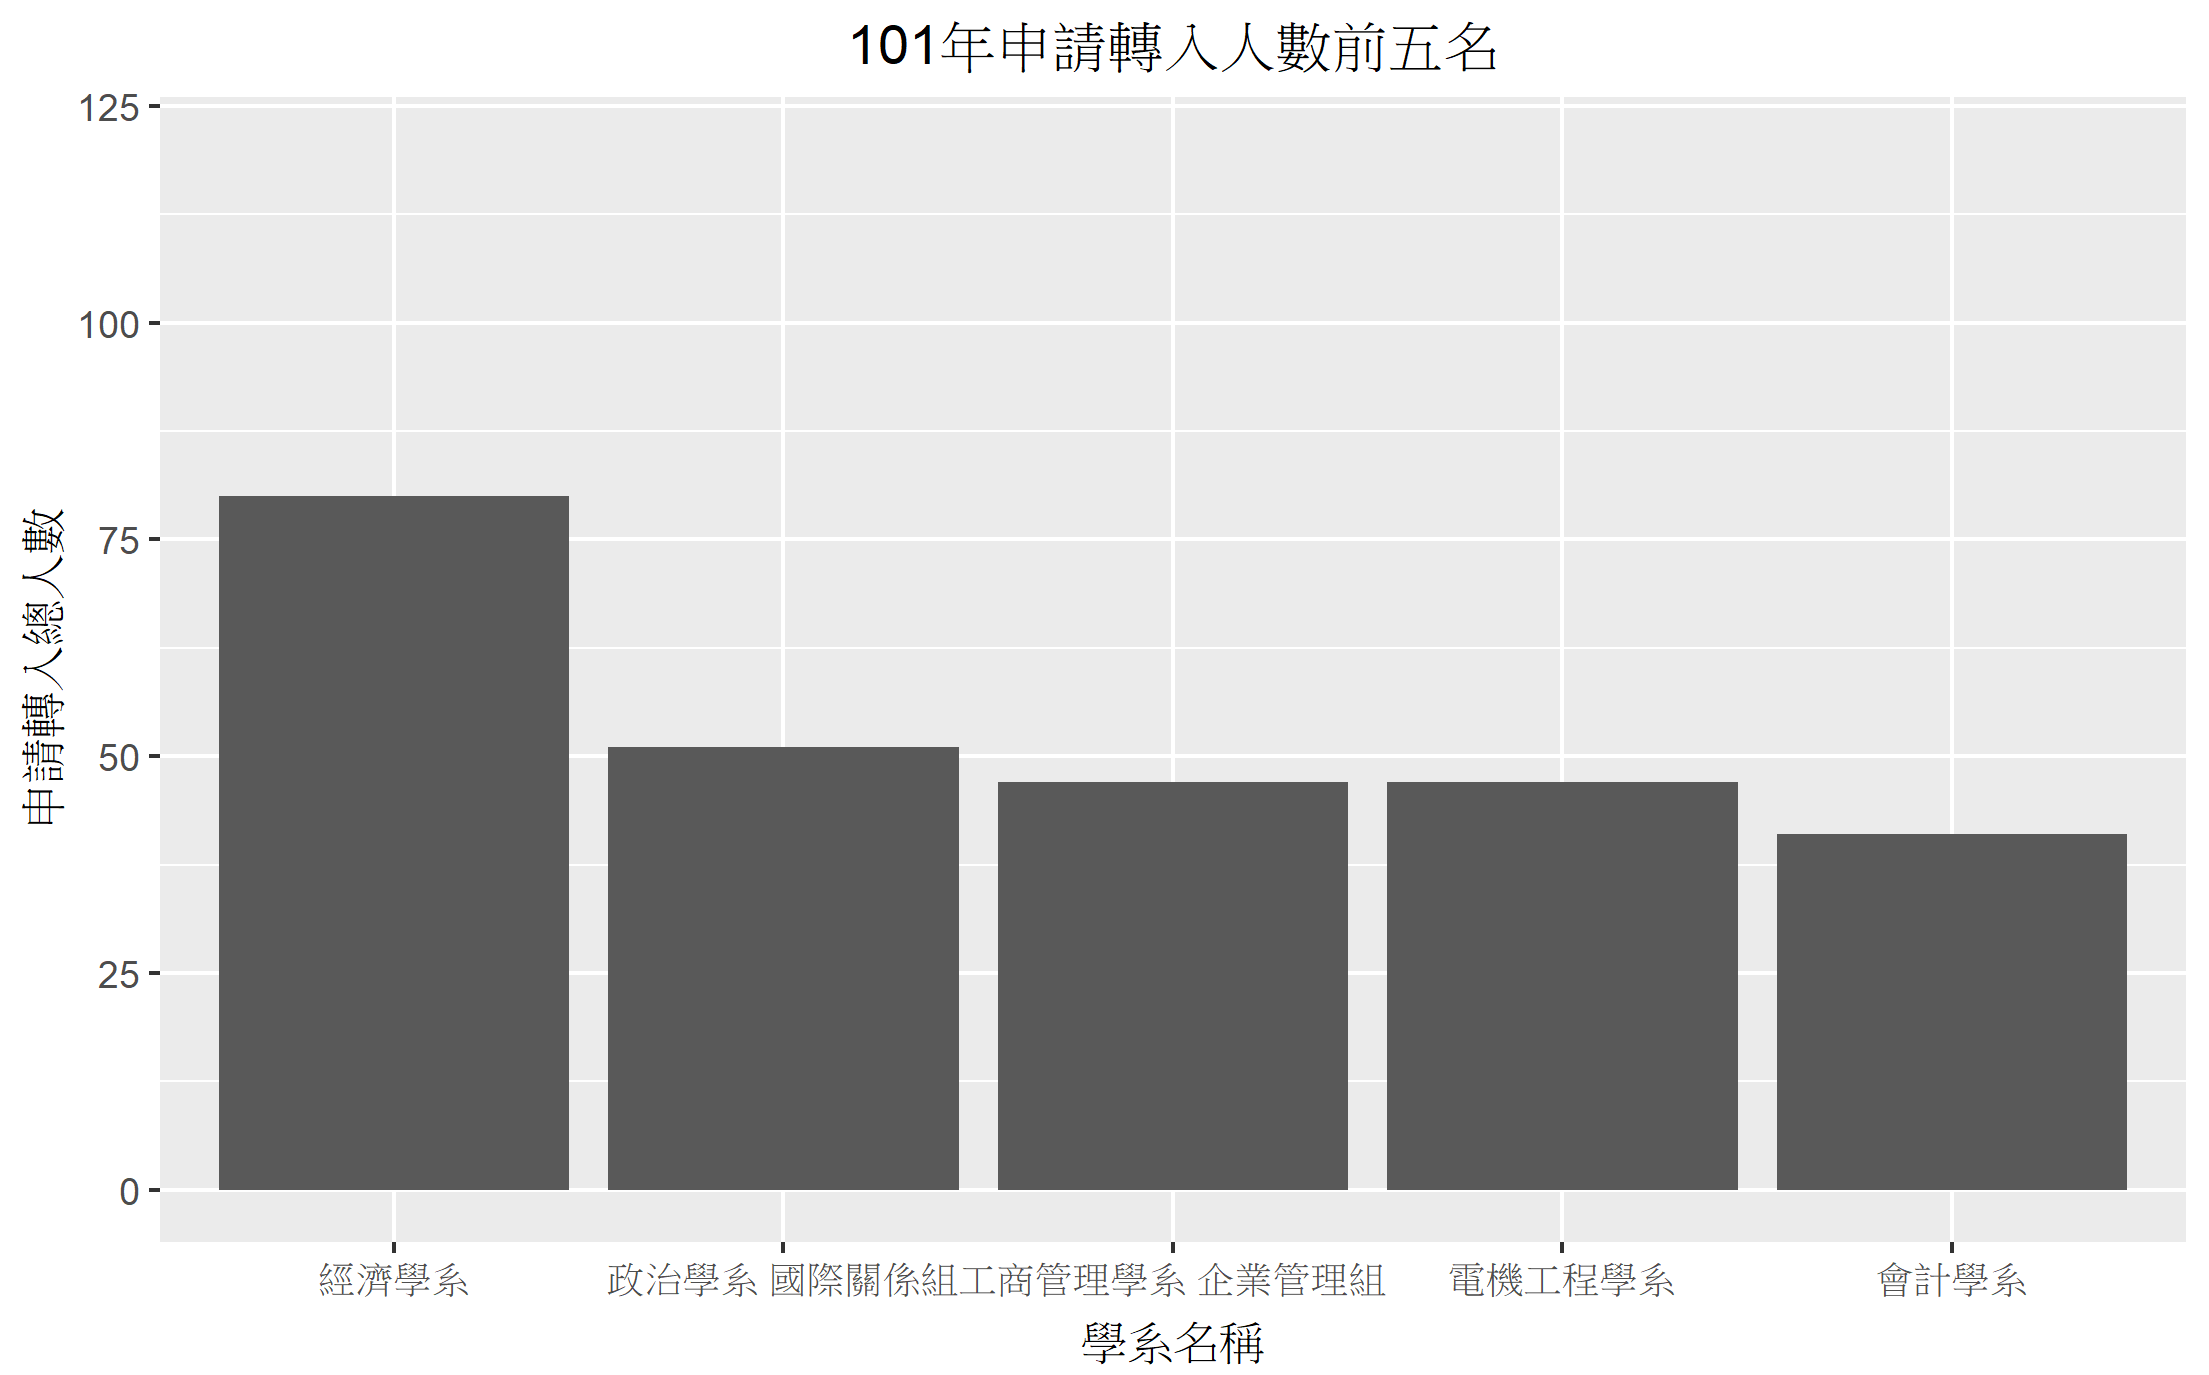 101年申請轉入人數前五名
125
100
75
50
25
0
申請轉入總人數
經濟學系
政治學系 國際關係組
工商管理學系 企業管理組
電機工程學系
會計學系
學系名稱